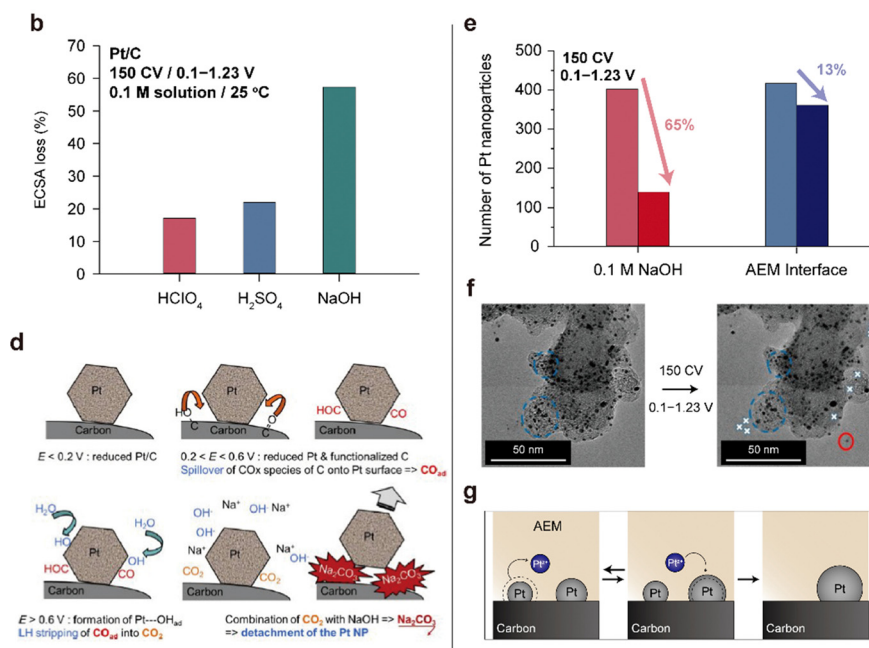 b
Pt/C
150 CV / 0.1−1.23 V
0.1 M solution / 25 °C
ECSA loss (%)
70
60
50
40
30
20
10
0
HClO₄
H₂SO₄
NaOH
d
Pt
Carbon
E < 0.2 V : reduced Pt/C
Pt
HO
C
O
C
Carbon
0.2 < E < 0.6 V : reduced Pt & functionalized C
Spillover of COx species of C onto Pt surface => COad
Pt
HOC
CO
Carbon
H₂O
H₂O
HO
Pt
OH
HOC
CO
Carbon
E > 0.6 V : formation of Pt---OHad
LH stripping of COad into CO₂
Na⁺
OH⁻
Na⁺
OH⁻
Na⁺
Pt
Na⁺
OH⁻
CO₂
CO₂
Carbon
Pt
Na₂CO₃
Na₂CO₃
Carbon
Combination of CO₂ with NaOH => Na₂CO₃
=> detachment of the Pt NP
e
150 CV
0.1−1.23 V
65%
13%
Number of Pt nanoparticles
500
400
300
200
100
0
0.1 M NaOH
AEM Interface
f
150 CV
0.1−1.23 V
50 nm
50 nm
g
AEM
Pt²⁺
Pt
Pt
Carbon
Pt²⁺
Pt
Pt
Carbon
Pt
Carbon